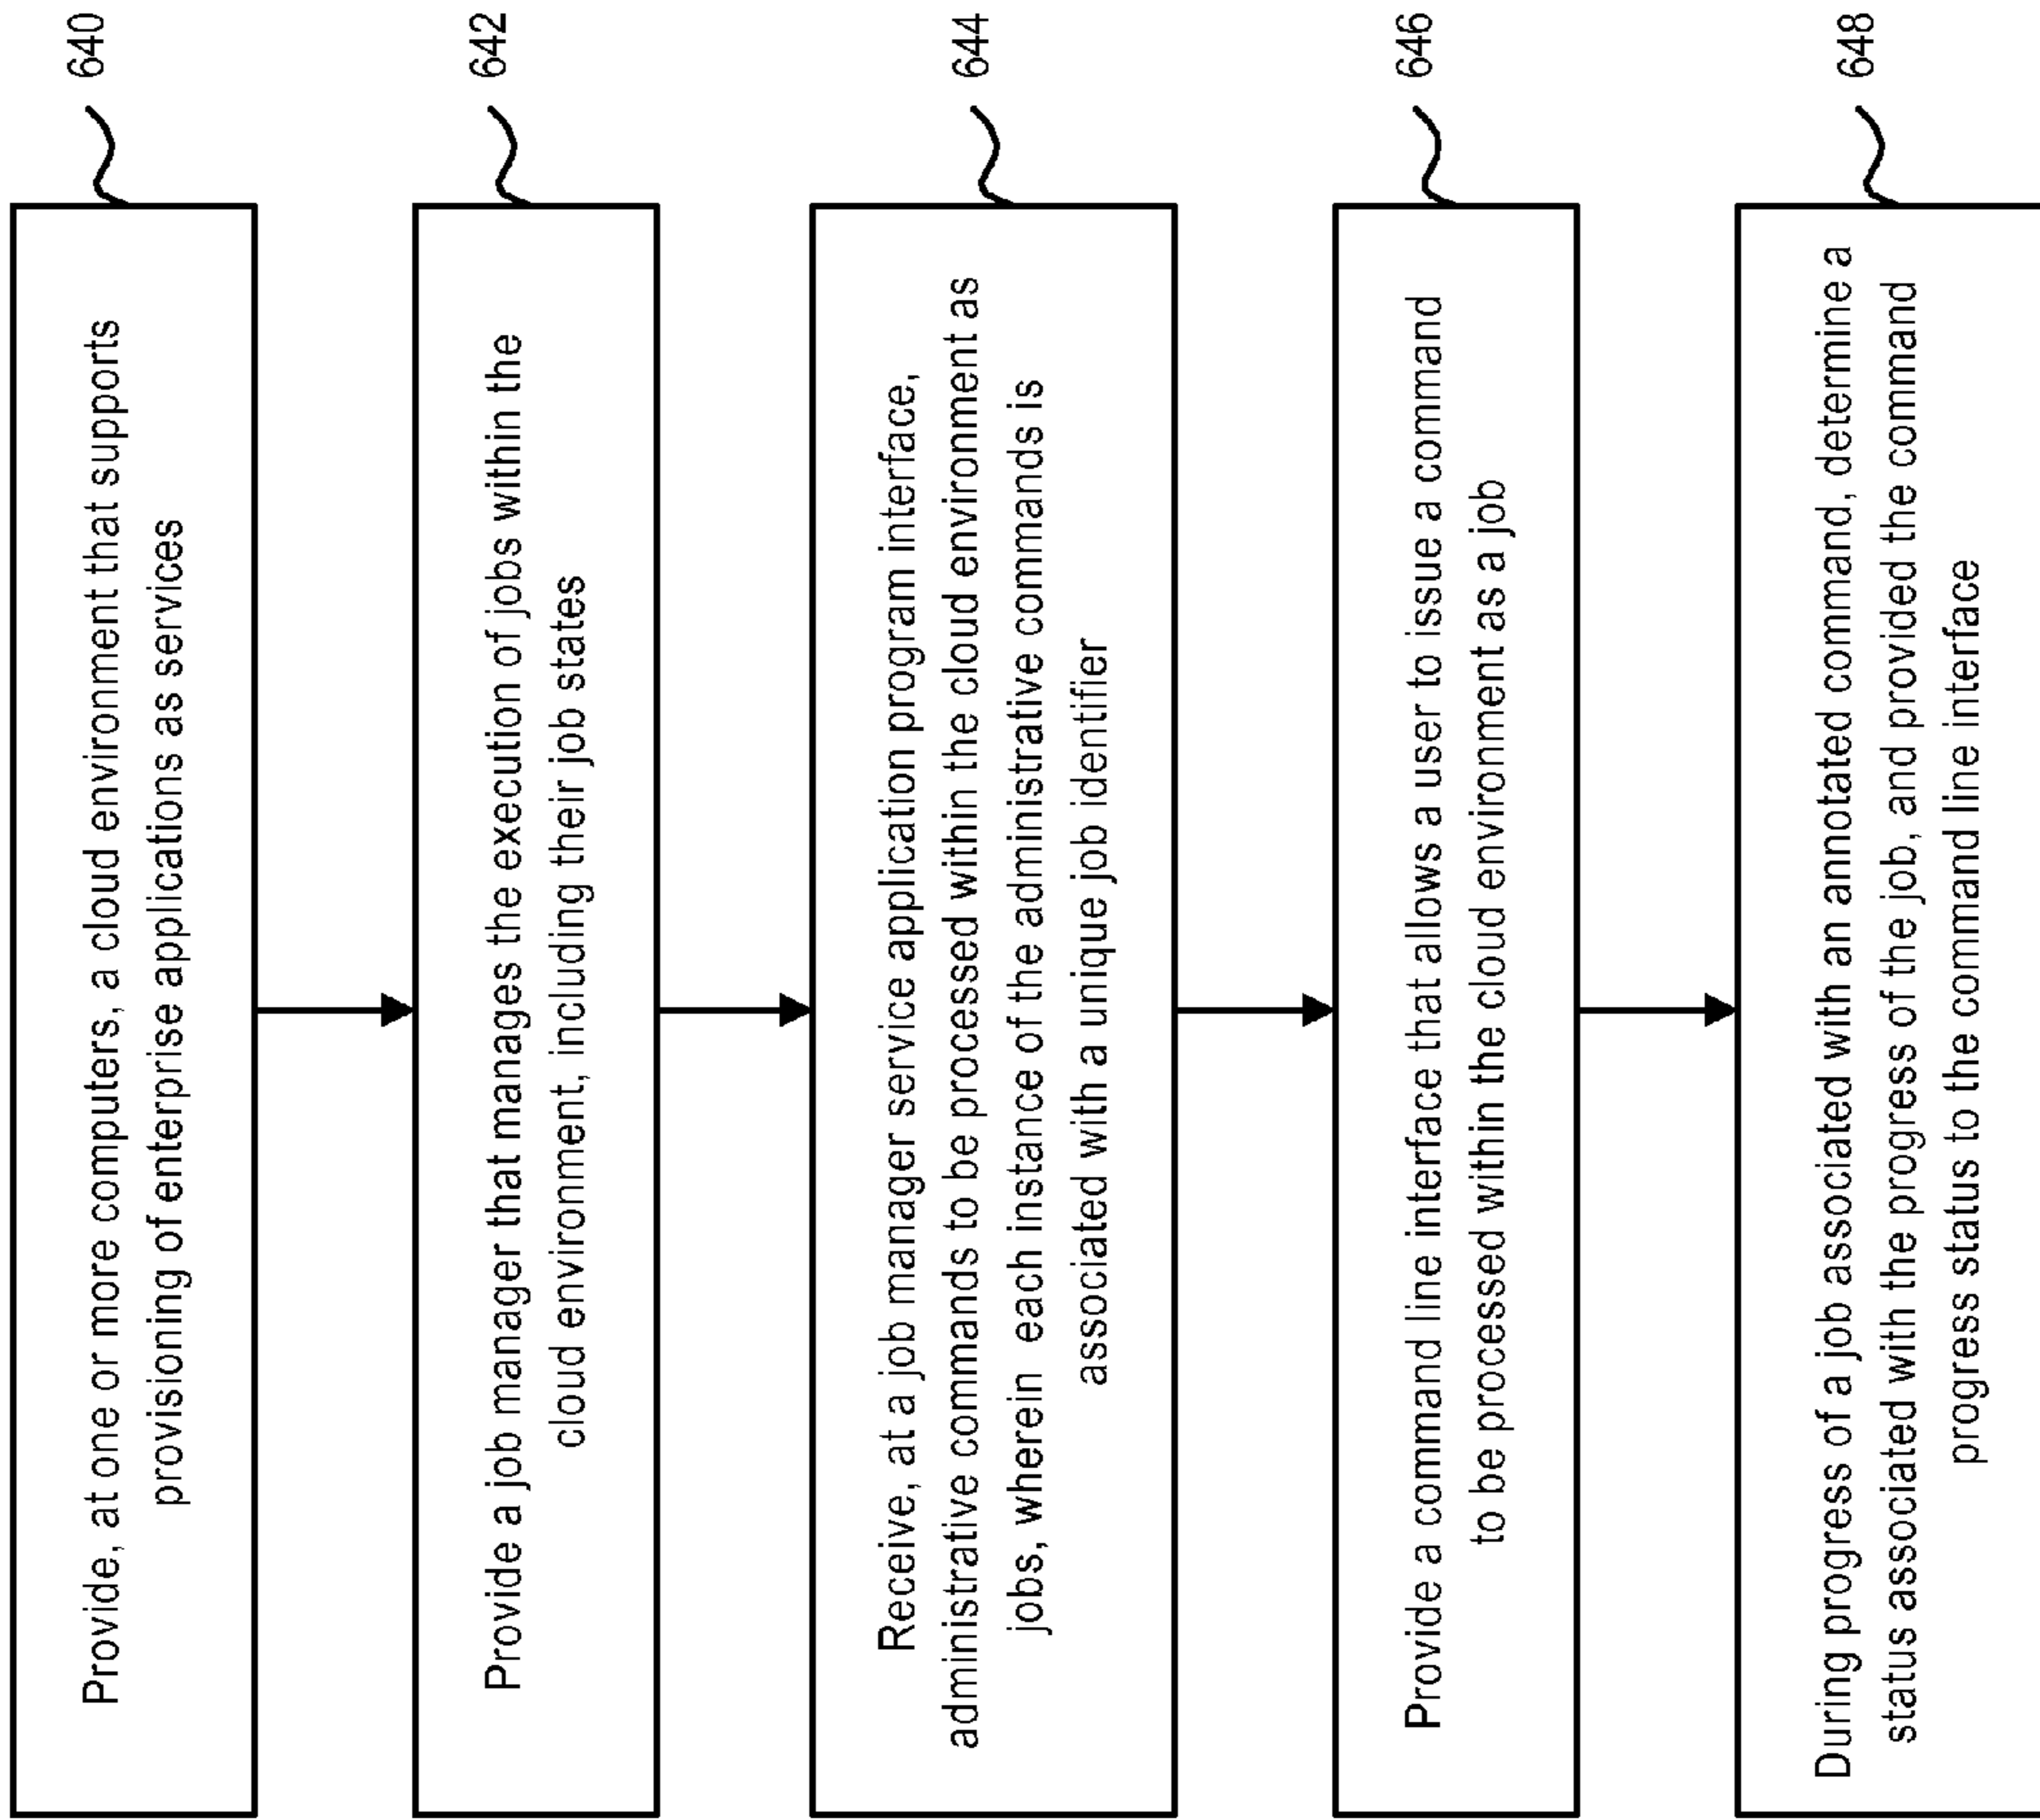 Provide, at one or more computers, a cloud environment that supports
provisioning of enterprise applications as services
640
Provide a job manager that manages the execution of jobs within the
cloud environment, including their job states
642
Receive, at a job manager service application program interface,
administrative commands to be processed within the cloud environment as
jobs, wherein each instance of the administrative commands is
associated with a unique job identifier
644
Provide a command line interface that allows a user to issue a command
to be processed within the cloud environment as a job
646
During progress of a job associated with an annotated command, determine a
status associated with the progress of the job, and provided the command
progress status to the command line interface
648